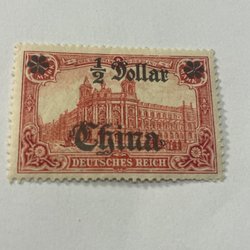 ½ Dollar
China
DEUTSCHES REICH